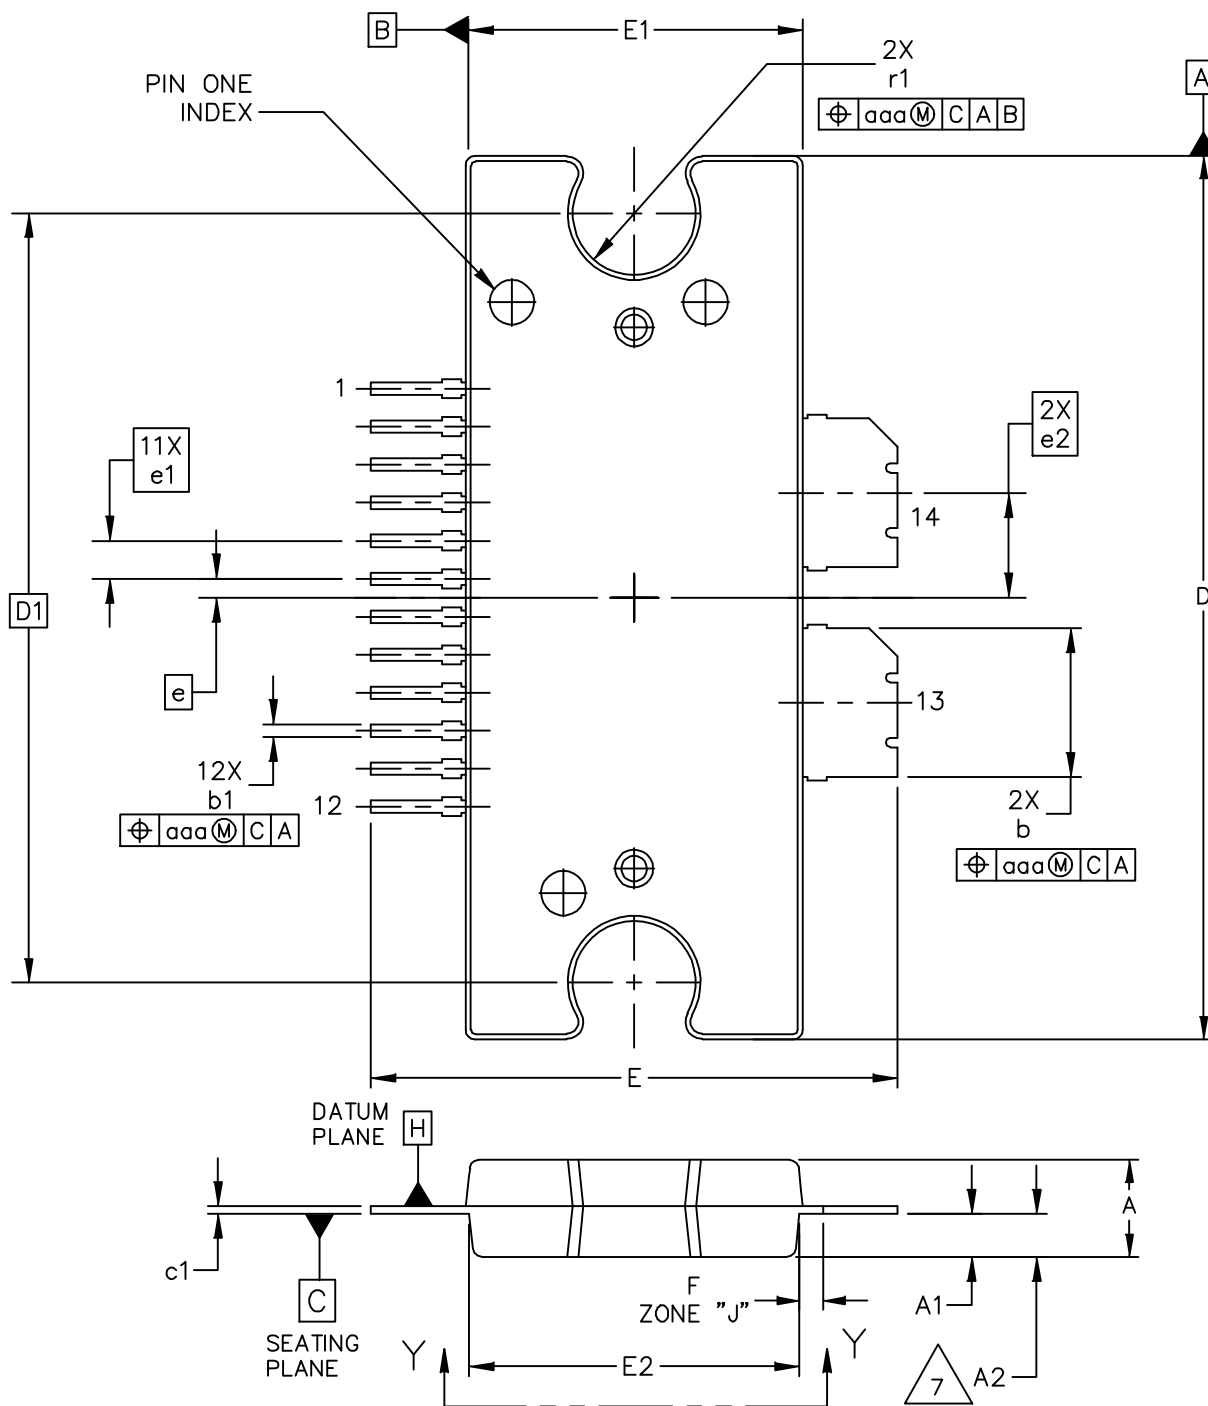 B
E1
2X
r1
⌖ aaa Ⓜ C A B
A
PIN ONE
INDEX
1
11X
e1
2X
e2
14
D1
D
e
13
12X
b1
⌖ aaa Ⓜ C A
12
2X
b
⌖ aaa Ⓜ C A
E
DATUM
PLANE
H
A
c1
C
SEATING
PLANE
F
ZONE "J"
A1
Y
Y
E2
7
A2